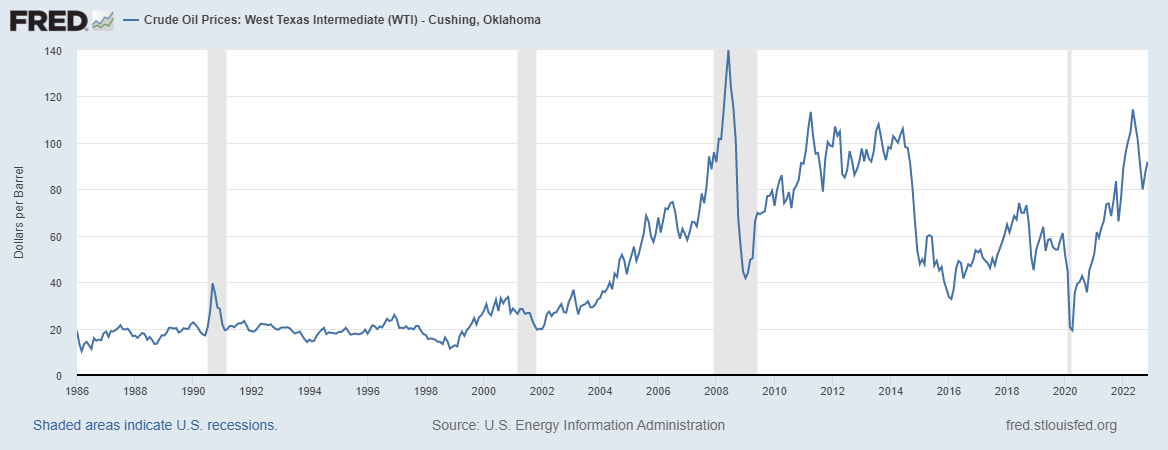 FRED
Crude Oil Prices: West Texas Intermediate (WTI) - Cushing, Oklahoma
Dollars per Barrel
140
120
100
80
60
40
20
0
1986 1988 1990 1992 1994 1996 1998 2000 2002 2004 2006 2008 2010 2012 2014 2016 2018 2020 2022
Shaded areas indicate U.S. recessions. Source: U.S. Energy Information Administration fred.stlouisfed.org